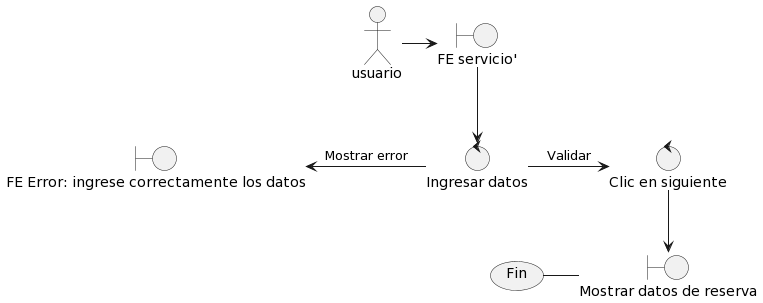 FE servicio'
usuario
Mostrar error
Validar
FE Error: ingrese correctamente los datos
Ingresar datos
Clic en siguiente
Fin
Mostrar datos de reserva